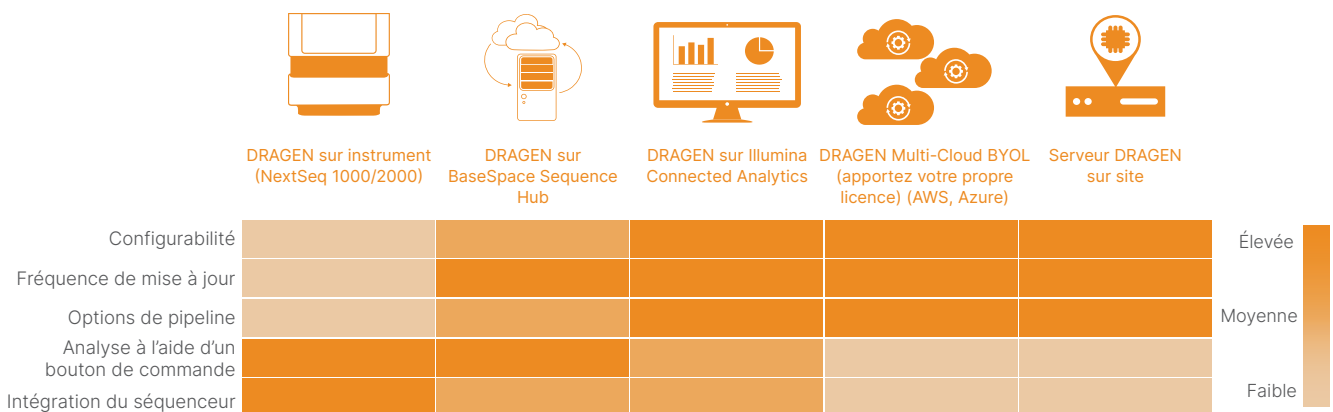 DRAGEN sur instrument
(NextSeq 1000/2000)
DRAGEN sur
BaseSpace Sequence
Hub
DRAGEN sur Illumina
Connected Analytics
DRAGEN Multi-Cloud BYOL
(apportez votre propre
licence) (AWS, Azure)
Serveur DRAGEN
sur site
Configurabilité
Fréquence de mise à jour
Options de pipeline
Analyse à l’aide d’un
bouton de commande
Intégration du séquenceur
Élevée
Moyenne
Faible